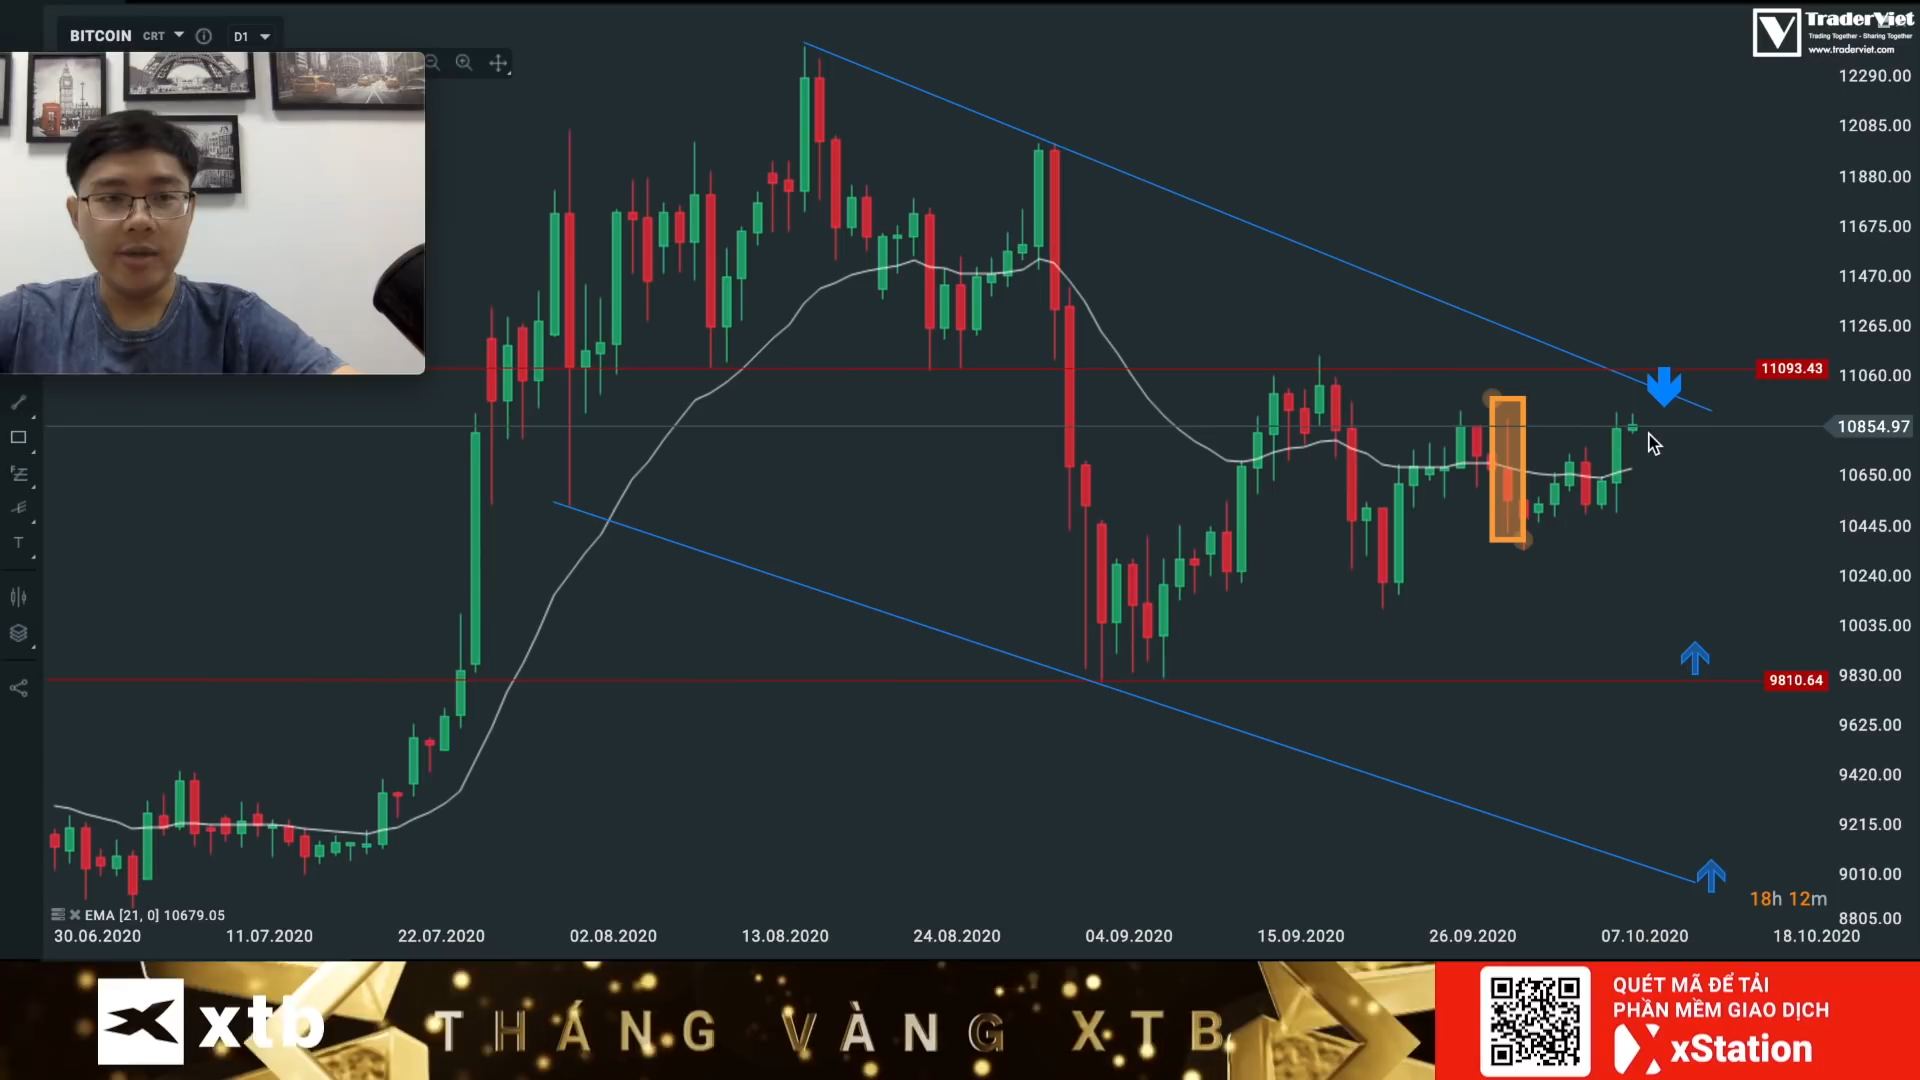 BITCOIN CRT D1
TraderViet
Trading Together - Sharing Together
www.traderviet.com
12290.00
12085.00
11880.00
11675.00
11470.00
11265.00
11093.43
11060.00
10854.97
10650.00
10445.00
10240.00
10035.00
9830.00
9810.64
9625.00
9420.00
9215.00
9010.00
18h 12m
8805.00
EMA [21, 0] 10679.05
30.06.2020 11.07.2020 22.07.2020 02.08.2020 13.08.2020 24.08.2020 04.09.2020 15.09.2020 26.09.2020 07.10.2020 18.10.2020
xtb
THÁNG VÀNG XTB
QUÉT MÃ ĐỂ TẢI
PHẦN MỀM GIAO DỊCH
xStation